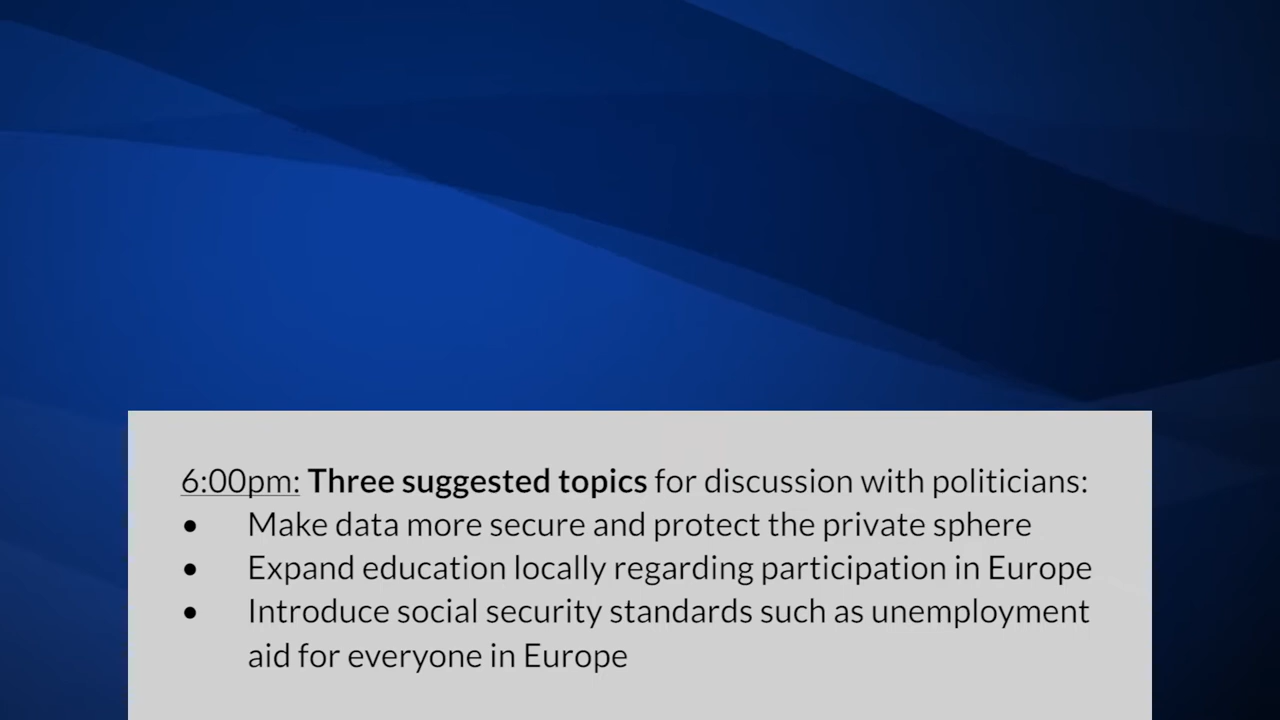 6:00pm: Three suggested topics for discussion with politicians:
• Make data more secure and protect the private sphere
• Expand education locally regarding participation in Europe
• Introduce social security standards such as unemployment
aid for everyone in Europe